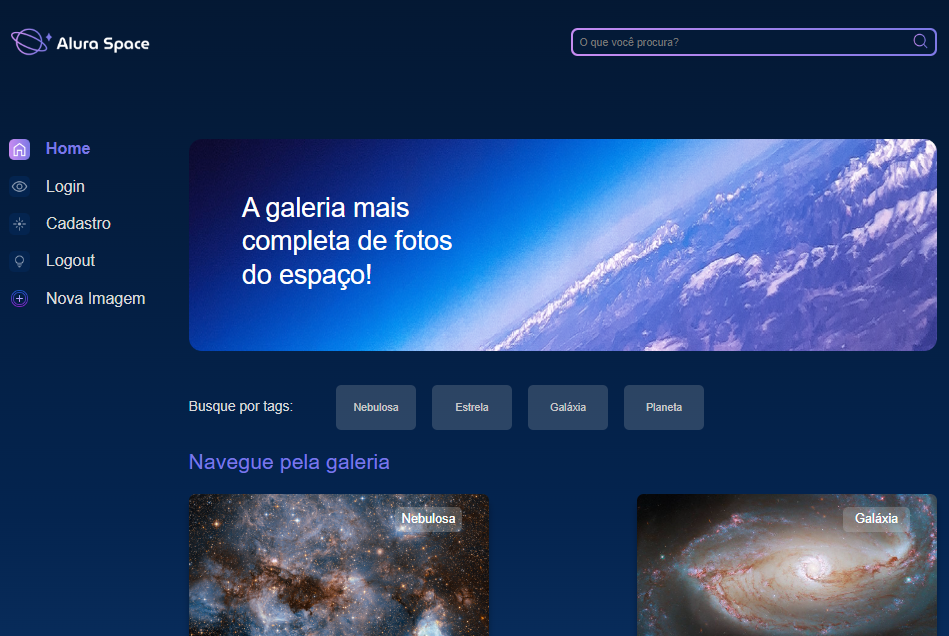 Alura Space
O que você procura?
Home
Login
Cadastro
Logout
Nova Imagem
A galeria mais
completa de fotos
do espaço!
Busque por tags:
Nebulosa
Estrela
Galáxia
Planeta
Navegue pela galeria
Nebulosa
Galáxia